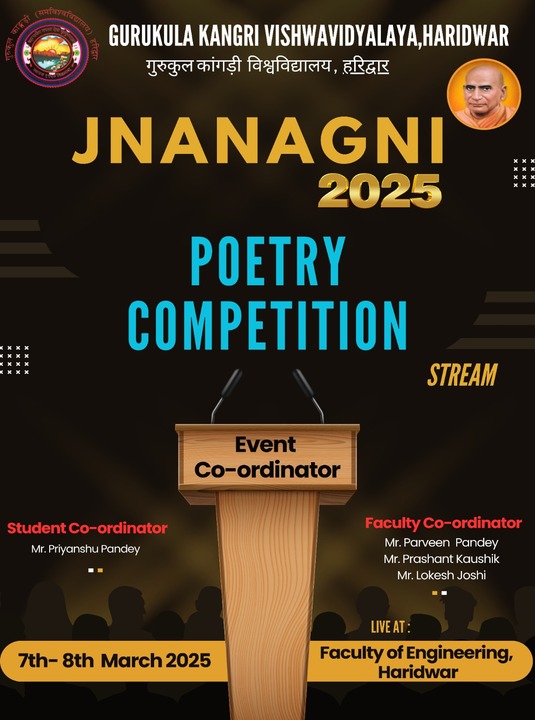 GURUKULA KANGRI VISHWAVIDYALAYA,HARIDWAR
गुरुकुल कांगड़ी विश्वविद्यालय , हरिद्वार
JNANAGNI
2025
POETRY
COMPETITION
STREAM
Event
Co-ordinator
Student Co-ordinator
Mr. Priyanshu Pandey
Faculty Co-ordinator
Mr. Parveen Pandey
Mr. Prashant Kaushik
Mr. Lokesh Joshi
LIVE AT :
7th- 8th March 2025
Faculty of Engineering,
Haridwar